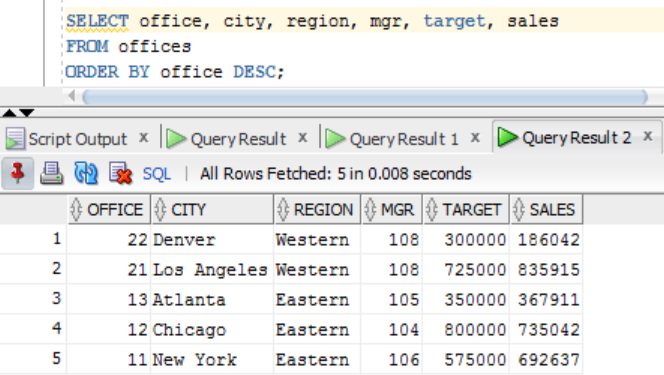 SELECT office, city, region, mgr, target, sales
FROM offices
ORDER BY office DESC;
Script Output x Query Result x Query Result 1 x Query Result 2 x
SQL | All Rows Fetched: 5 in 0.008 seconds
OFFICE CITY REGION MGR TARGET SALES
1 22 Denver Western 108 300000 186042
2 21 Los Angeles Western 108 725000 835915
3 13 Atlanta Eastern 105 350000 367911
4 12 Chicago Eastern 104 800000 735042
5 11 New York Eastern 106 575000 692637